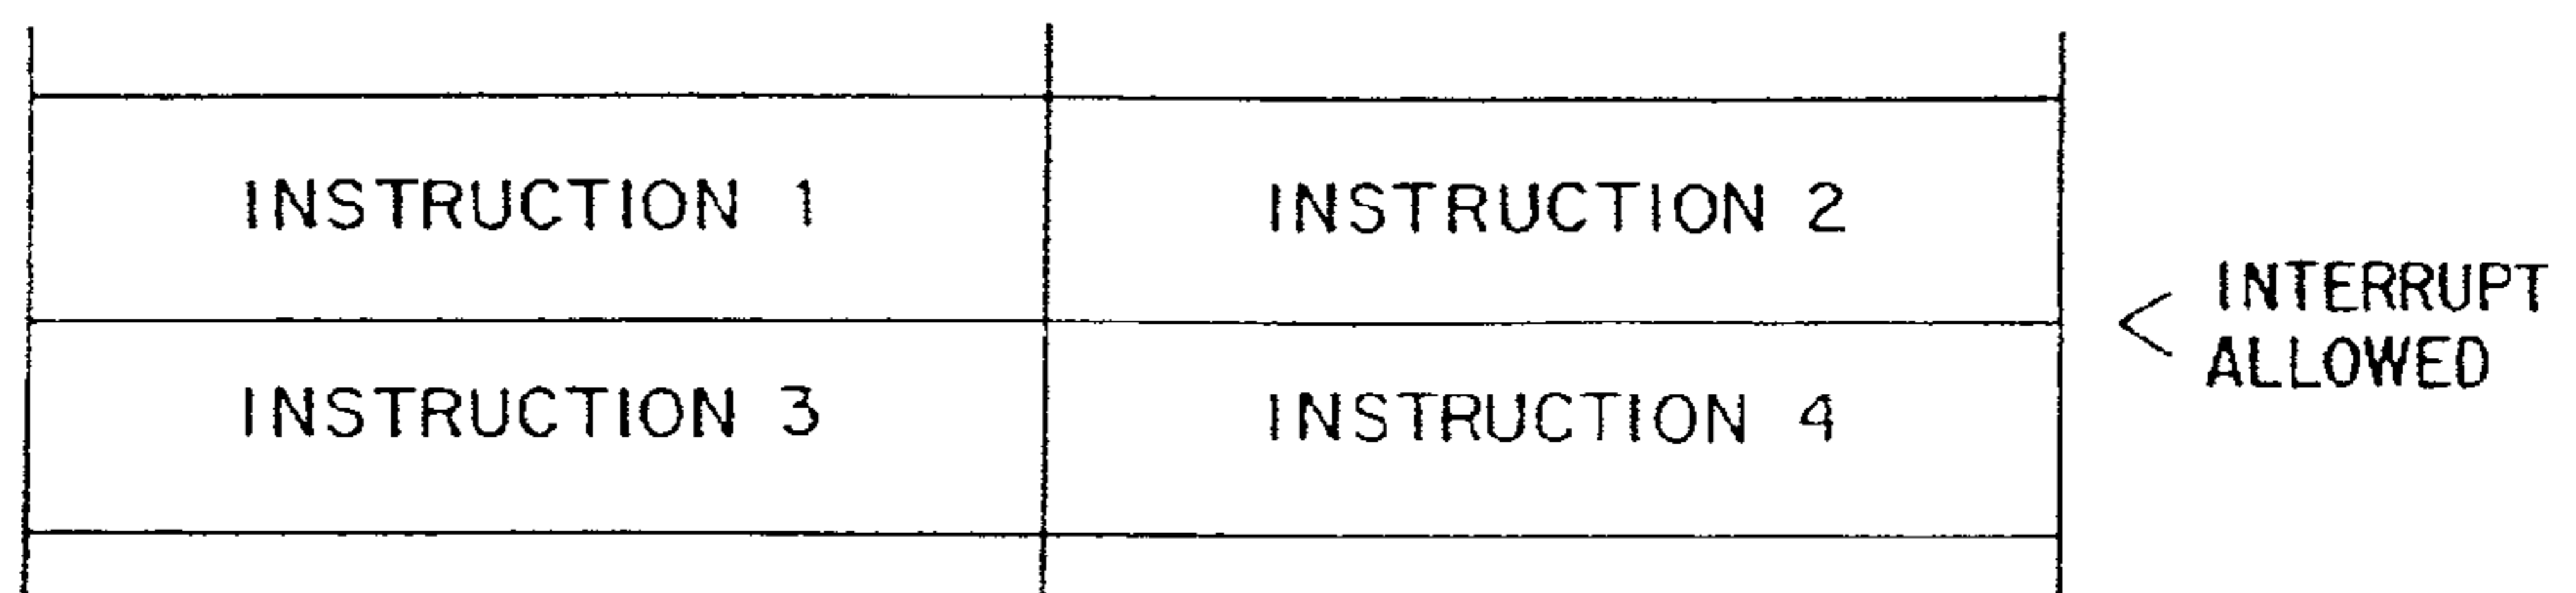 INSTRUCTION 1
INSTRUCTION 2
INTERRUPT
ALLOWED
INSTRUCTION 3
INSTRUCTION 4